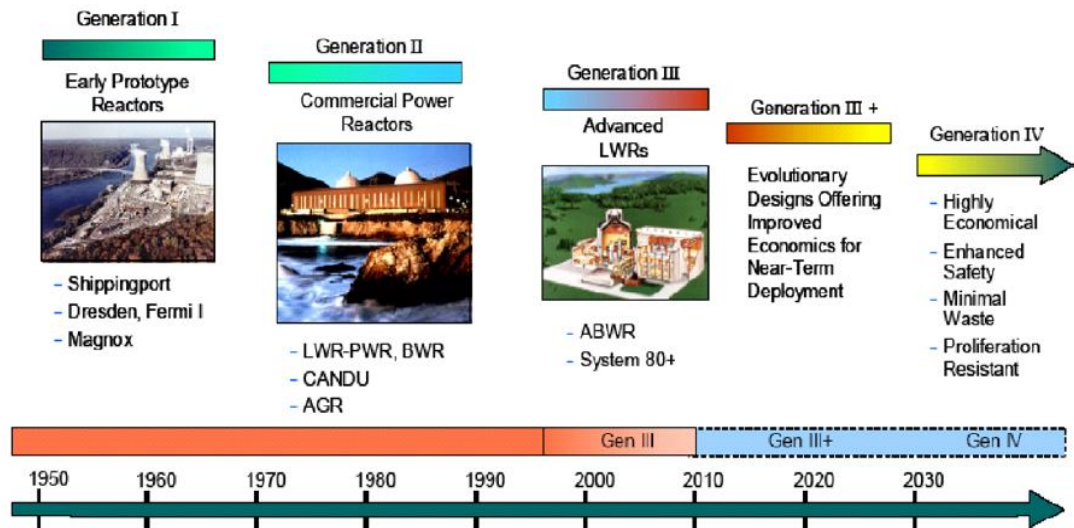 Generation I
Early Prototype
Reactors
– Shippingport
– Dresden, Fermi I
– Magnox
Generation II
Commercial Power
Reactors
– LWR-PWR, BWR
– CANDU
– AGR
Generation III
Advanced
LWRs
– ABWR
– System 80+
Generation III +
Evolutionary
Designs Offering
Improved
Economics for
Near-Term
Deployment
Generation IV
– Highly
Economical
– Enhanced
Safety
– Minimal
Waste
– Proliferation
Resistant
Gen III
Gen III+
Gen IV
1950
1960
1970
1980
1990
2000
2010
2020
2030